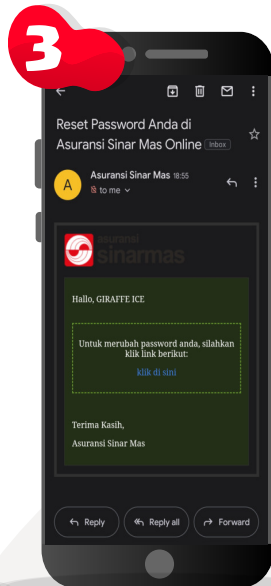 3
Reset Password Anda di
Asuransi Sinar Mas Online Inbox
A
Asuransi Sinar Mas 18:55
to me
asuransi
sinarmas
Hallo, GIRAFFE ICE
Untuk merubah password anda, silahkan
klik link berikut:
klik di sini
Terima Kasih,
Asuransi Sinar Mas
Reply
Reply all
Forward